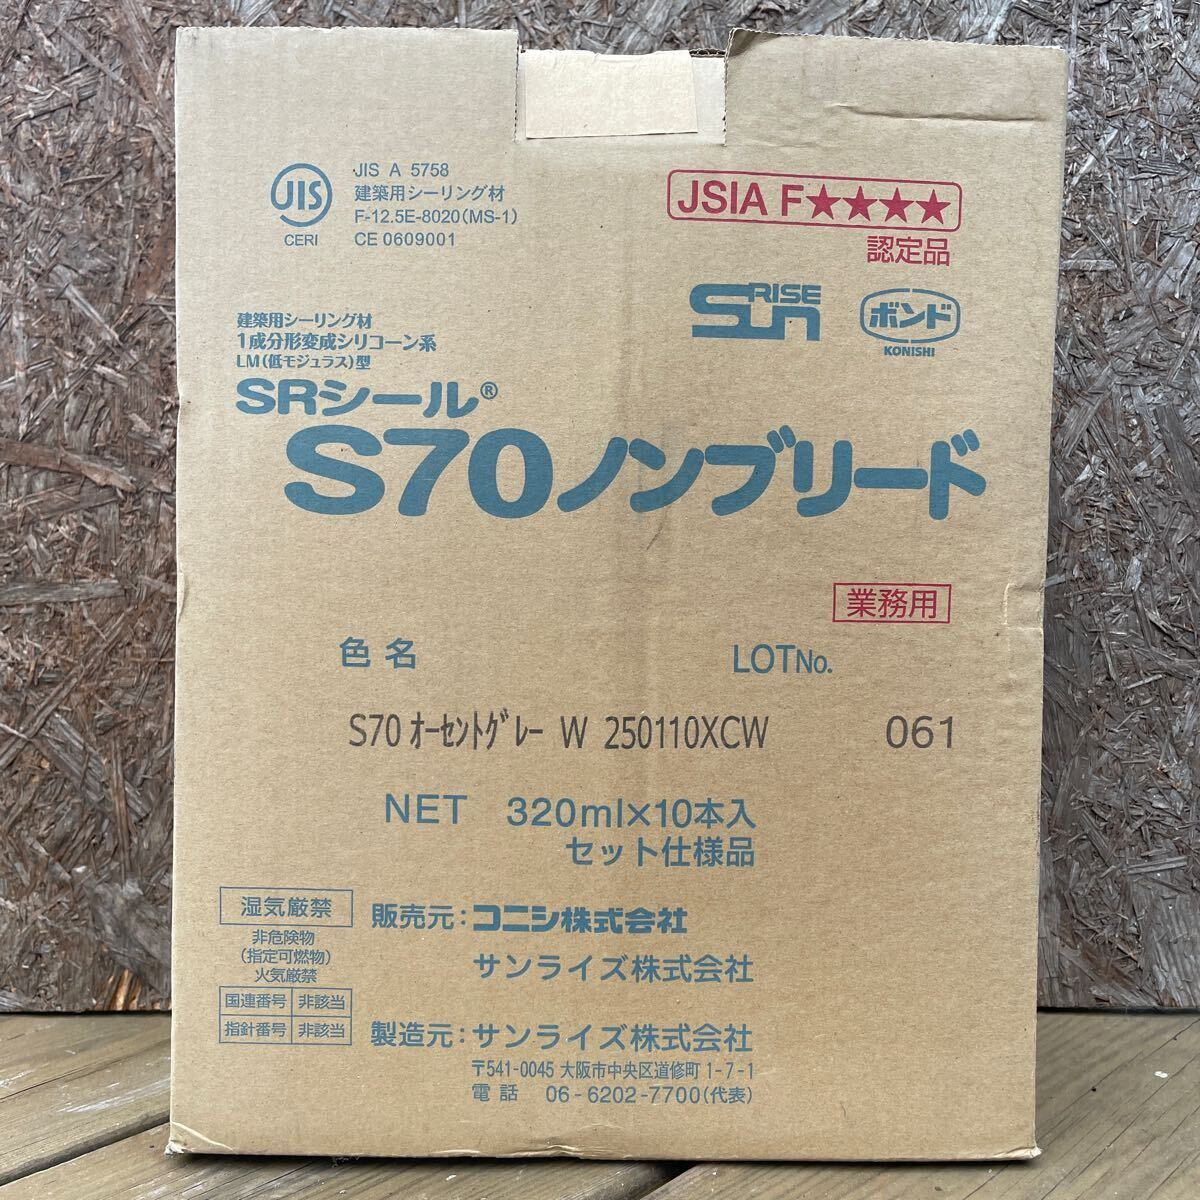 JIS
CERI
JIS A 5758
建築用シーリング材
F-12.5E-8020(MS-1)
CE 0609001
JSIA F★★★★
認定品
SUNRISE
ボンド
KONISHI
建築用シーリング材
1成分形変成シリコーン系
LM(低モジュラス)型
SRシール®
S70ノンブリード
業務用
色名
LOTNo.
S70 ｵｰｾﾝﾄｸﾞﾚｰ W 250110XCW 061
NET 320ml×10本入
セット仕様品
湿気厳禁
非危険物
(指定可燃物)
火気厳禁
国連番号 非該当
指針番号 非該当
販売元:コニシ株式会社
サンライズ株式会社
製造元:サンライズ株式会社
〒541-0045 大阪市中央区道修町1-7-1
電話 06-6202-7700(代表)